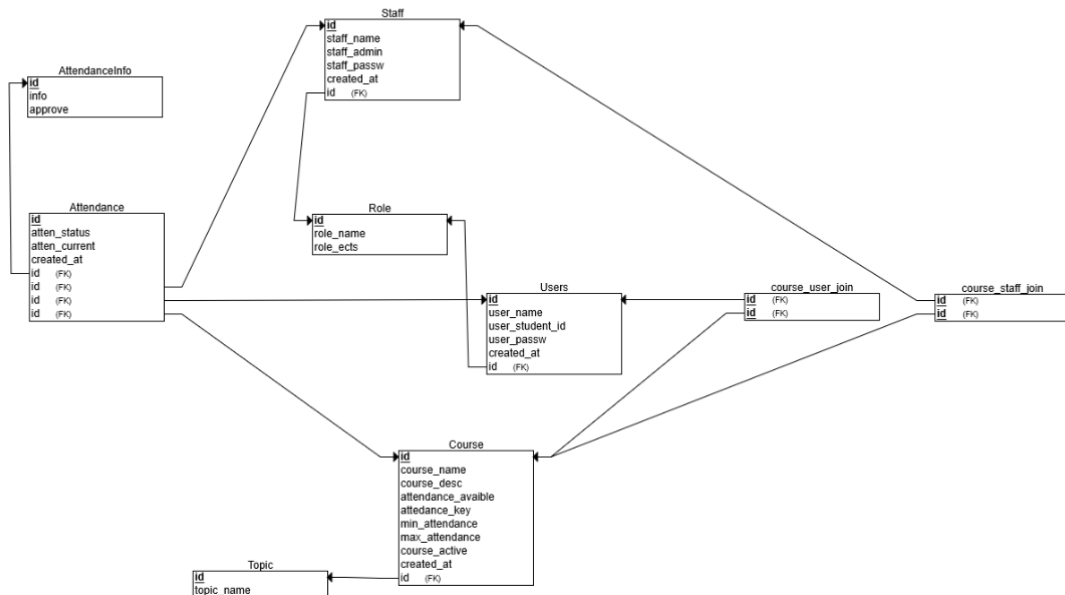 Staff
id
staff_name
staff_admin
staff_passw
created_at
id (FK)
AttendanceInfo
id
info
approve
Attendance
id
atten_status
atten_current
created_at
id (FK)
id (FK)
id (FK)
id (FK)
Role
id
role_name
role_ects
Users
id
user_name
user_student_id
user_passw
created_at
id (FK)
course_user_join
id (FK)
id (FK)
course_staff_join
id (FK)
id (FK)
Course
id
course_name
course_desc
attendance_avaible
attedance_key
min_attendance
max_attendance
course_active
created_at
id (FK)
Topic
id
topic_name